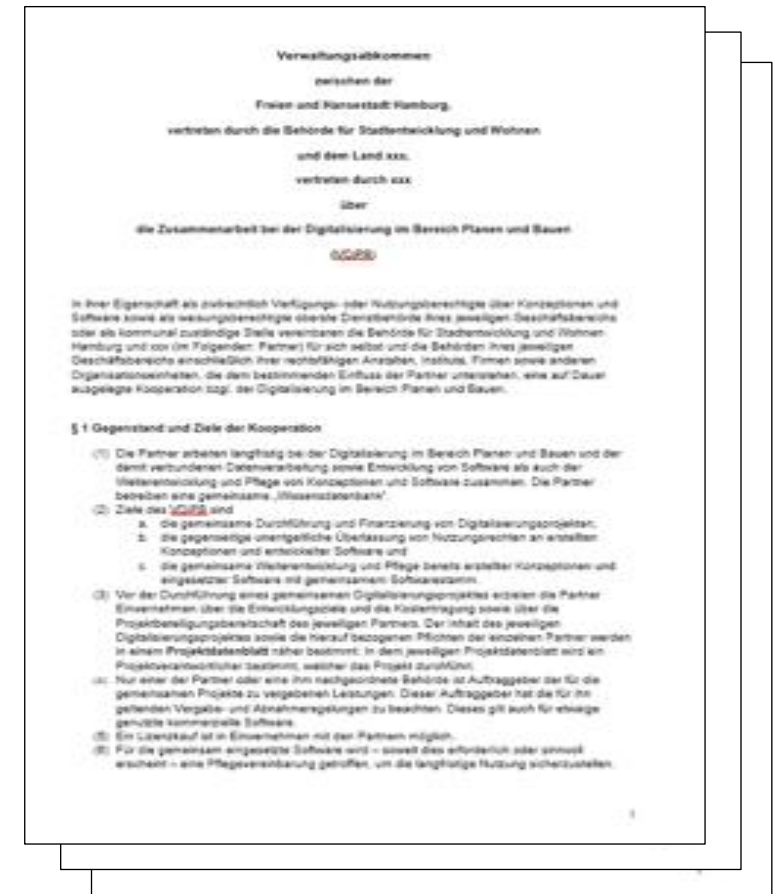 Verwaltungsabkommen
zwischen der
Freien und Hansestadt Hamburg,
vertreten durch die Behörde für Stadtentwicklung und Wohnen
und dem Land xxx,
vertreten durch xxx
über
die Zusammenarbeit bei der Digitalisierung im Bereich Planen und Bauen
In ihrer Eigenschaft als zivilrechtlich Verfügungs- oder Nutzungsberechtigte über Konzeptionen und
Software sowie als weisungsberechtigte oberste Dienstbehörde ihres jeweiligen Geschäftsbereichs
oder als kommunal zuständige Stelle vereinbaren die Behörde für Stadtentwicklung und Wohnen
Hamburg und xxx (im Folgenden: Partner) für sich selbst und die Behörden ihres jeweiligen
Geschäftsbereichs einschließlich ihrer rechtsfähigen Anstalten, Institute, Firmen sowie anderen
Organisationseinheiten, die dem bestimmenden Einfluss der Partner unterstehen, eine auf Dauer
ausgelegte Kooperation bzgl. der Digitalisierung im Bereich Planen und Bauen.
§ 1 Gegenstand und Ziele der Kooperation
(1) Die Partner arbeiten langfristig bei der Digitalisierung im Bereich Planen und Bauen und der
damit verbundenen Datenverarbeitung sowie Entwicklung von Software als auch der
Weiterentwicklung und Pflege von Konzeptionen und Software zusammen. Die Partner
betreiben eine gemeinsame „Wissensdatenbank“.
(2) Ziele des sind
a. die gemeinsame Durchführung und Finanzierung von Digitalisierungsprojekten,
b. die gegenseitige unentgeltliche Überlassung von Nutzungsrechten an erstellten
Konzeptionen und entwickelter Software und
c. die gemeinsame Weiterentwicklung und Pflege bereits erstellter Konzeptionen und
eingesetzter Software mit gemeinsamem Softwarestamm.
(3) Vor der Durchführung eines gemeinsamen Digitalisierungsprojektes erzielen die Partner
Einvernehmen über die Entwicklungsziele und die Kostentragung sowie über die
Projektbeteiligungsbereitschaft des jeweiligen Partners. Der Inhalt des jeweiligen
Digitalisierungsprojektes sowie die hierauf bezogenen Pflichten der einzelnen Partner werden
in einem Projektdatenblatt näher bestimmt. In dem jeweiligen Projektdatenblatt wird ein
Projektverantwortlicher bestimmt, welcher das Projekt durchführt.
(4) Nur einer der Partner oder eine ihm nachgeordnete Behörde ist Auftraggeber der für die
gemeinsamen Projekte zu vergebenen Leistungen. Dieser Auftraggeber hat die für ihn
geltenden Vergabe- und Abnahmeregelungen zu beachten. Dieses gilt auch für etwaige
genutzte kommerzielle Software.
(5) Ein Lizenzkauf ist in Einvernehmen mit den Partnern möglich.
(6) Für die gemeinsam eingesetzte Software wird – soweit dies erforderlich oder sinnvoll
erscheint – eine Pflegevereinbarung getroffen, um die langfristige Nutzung sicherzustellen.